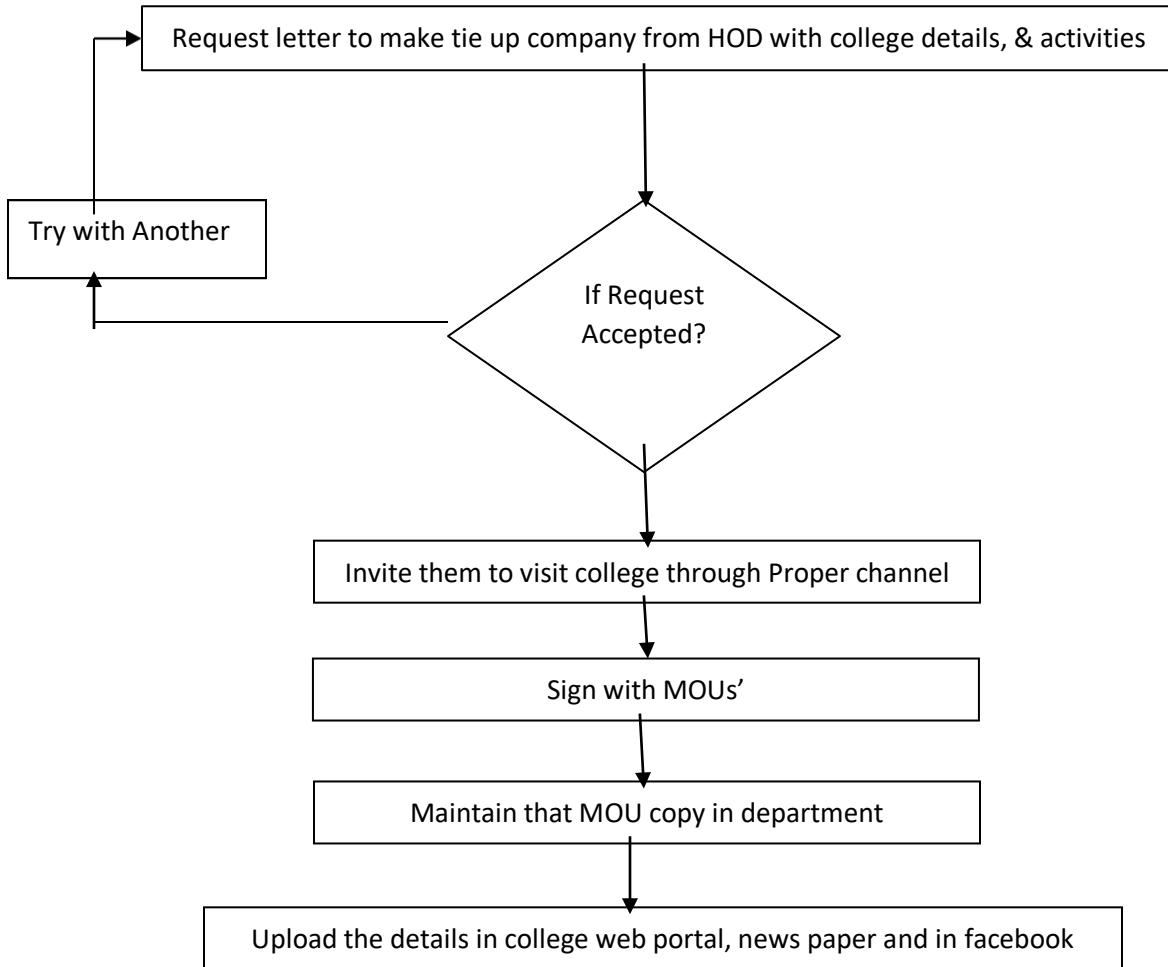 Request letter to make tie up company from HOD with college details, & activities
Try with Another
If Request
Accepted?
Invite them to visit college through Proper channel
Sign with MOUs’
Maintain that MOU copy in department
Upload the details in college web portal, news paper and in facebook